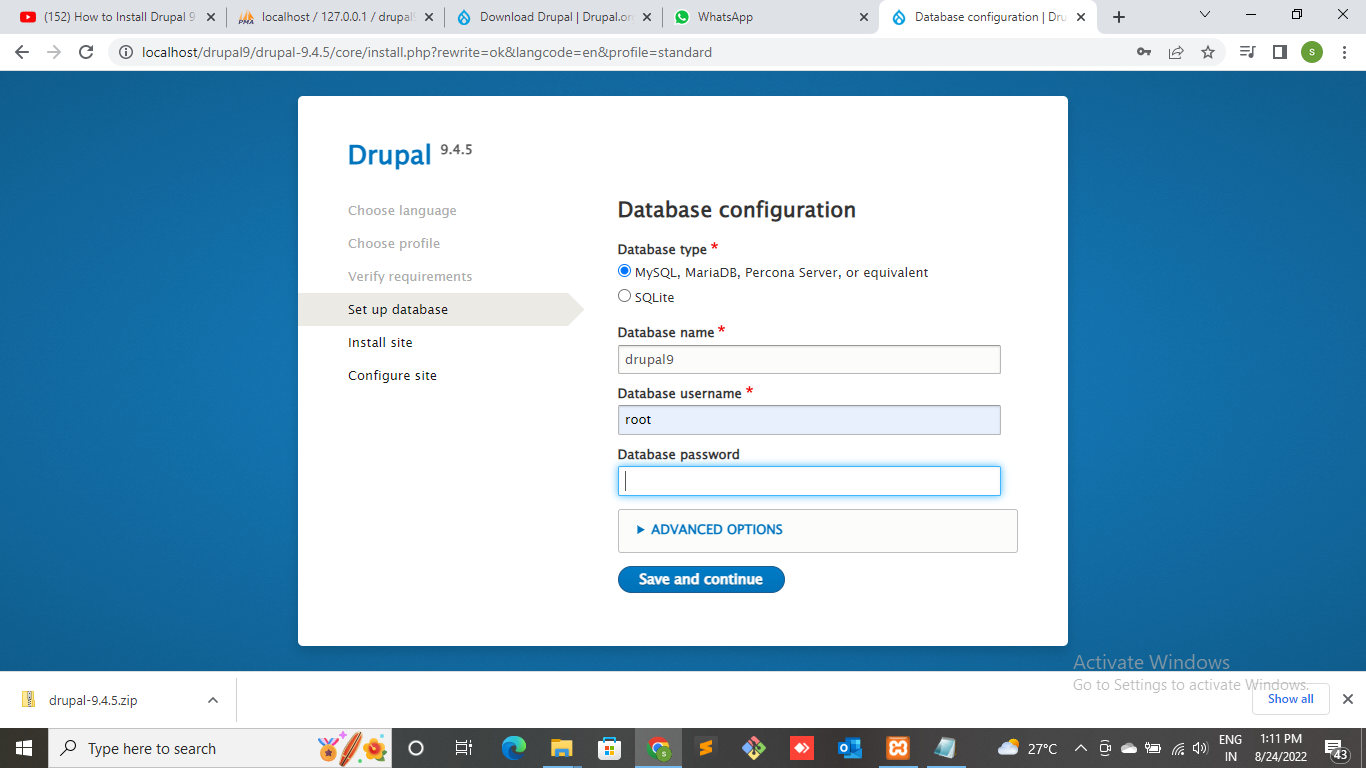 (152) How to Install Drupal 9
localhost / 127.0.0.1 / drupal
Download Drupal | Drupal.or
WhatsApp
Database configuration | Dru
localhost/drupal9/drupal-9.4.5/core/install.php?rewrite=ok&langcode=en&profile=standard
S
Drupal 9.4.5
Choose language
Choose profile
Verify requirements
Set up database
Install site
Configure site
Database configuration
Database type *
MySQL, MariaDB, Percona Server, or equivalent
SQLite
Database name *
drupal9
Database username *
root
Database password
ADVANCED OPTIONS
Save and continue
Activate Windows
Go to Settings to activate Windows.
drupal-9.4.5.zip
Show all
Type here to search
27°C
ENG
IN
1:11 PM
8/24/2022
43